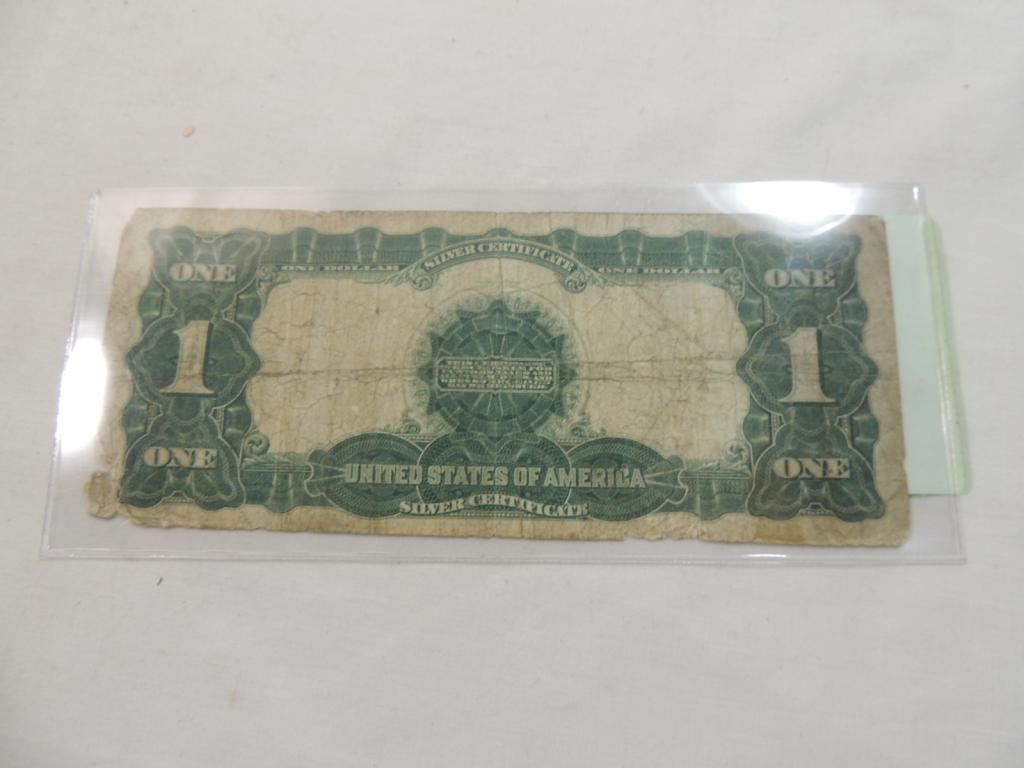 SILVER CERTIFICATE
ONE ONE DOLLAR ONE DOLLAR ONE
1 1
ONE ONE
UNITED STATES OF AMERICA
SILVER CERTIFICATE